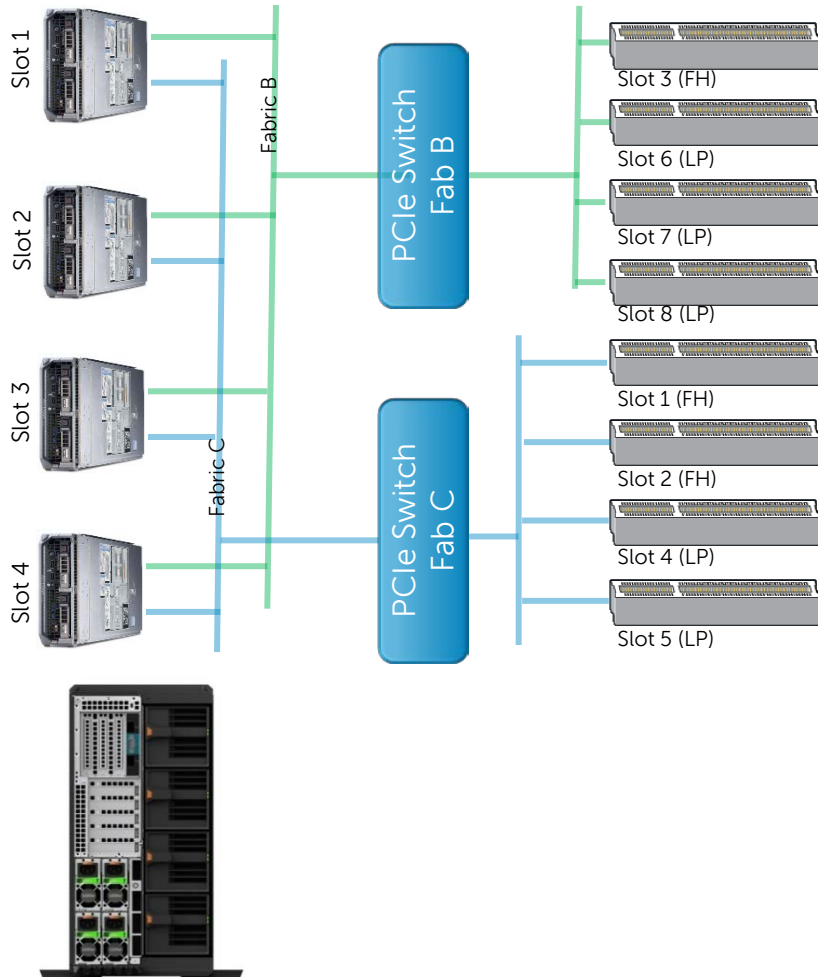 Slot 1
Slot 2
Slot 3
Slot 4
Fabric B
Fabric C
PCIe Switch
Fab B
PCIe Switch
Fab C
Slot 3 (FH)
Slot 6 (LP)
Slot 7 (LP)
Slot 8 (LP)
Slot 1 (FH)
Slot 2 (FH)
Slot 4 (LP)
Slot 5 (LP)